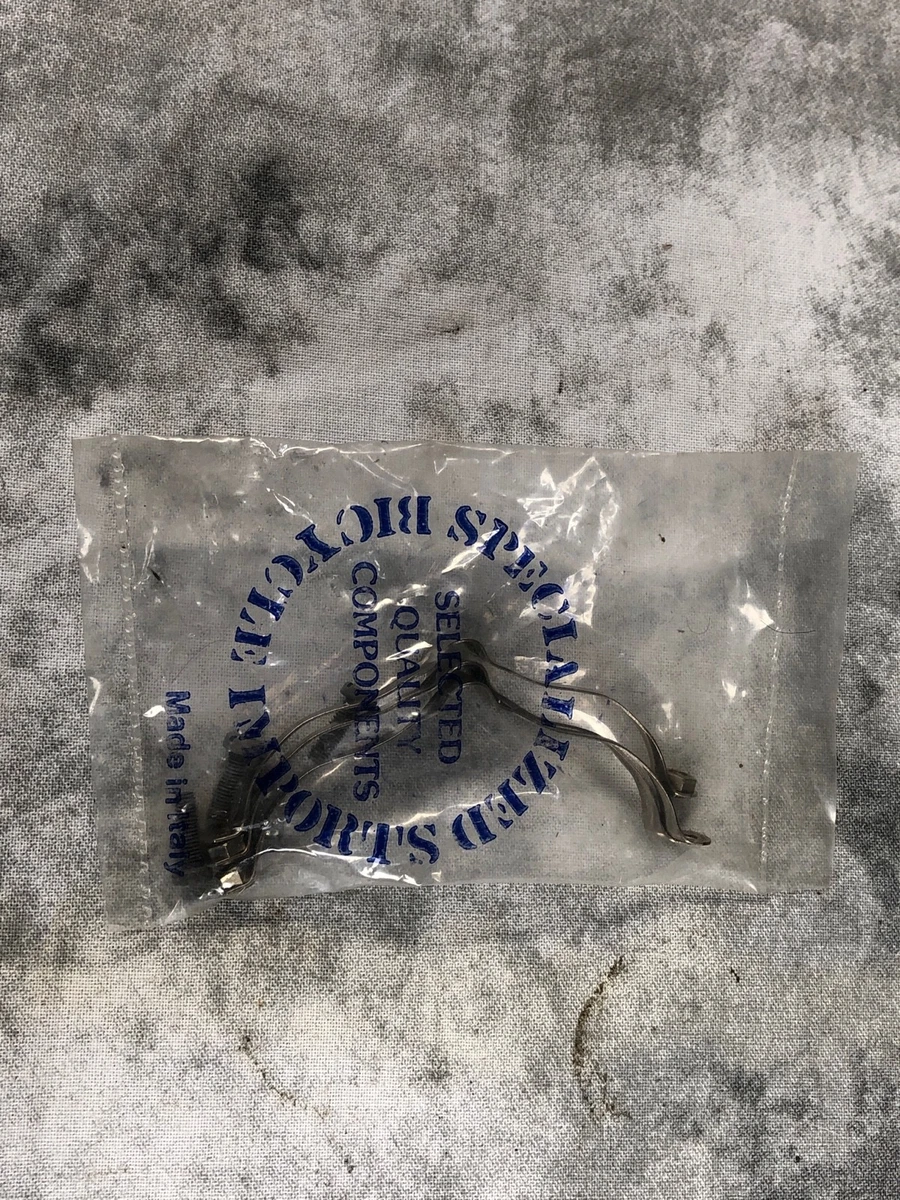 SPECIALIZED BICYCLE IMPORTS
SELECTED
QUALITY
COMPONENTS
Made in Italy